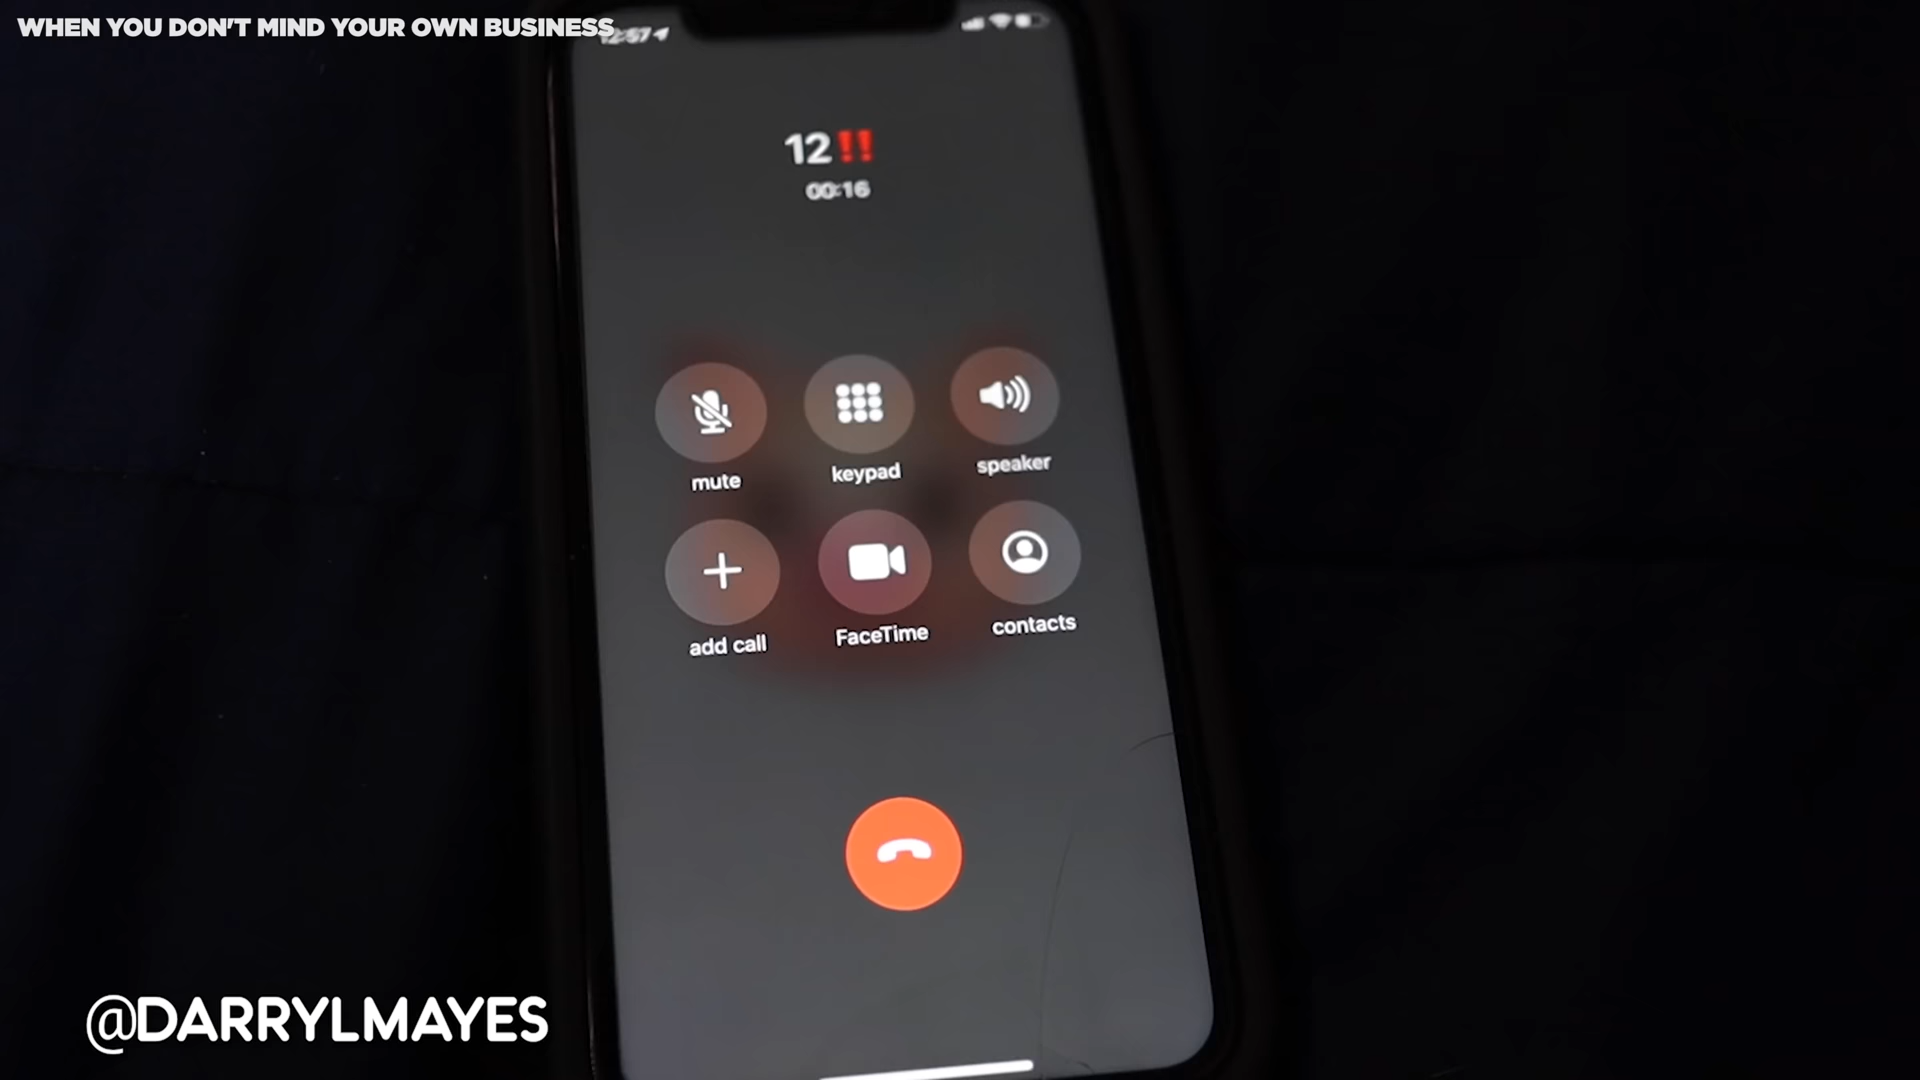 WHEN YOU DON'T MIND YOUR OWN BUSINESS
12:57
12‼
00:16
mute
keypad
speaker
add call
FaceTime
contacts
@DARRYLMAYES